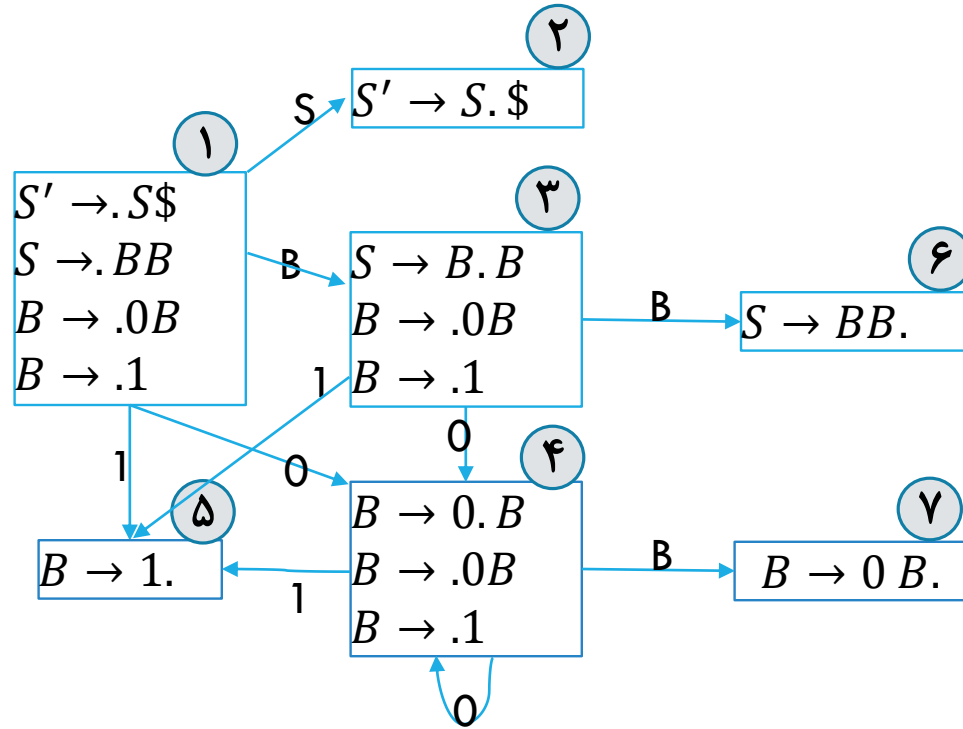 ۲
S′ → S. $
S
۱
S′ →. S$
S →. BB
B → .0B
B → .1
B
۳
S → B. B
B → .0B
B → .1
B
۶
S → BB.
1
0
1
0
۵
B → 1.
1
۴
B → 0. B
B → .0B
B → .1
0
B
۷
B → 0 B.